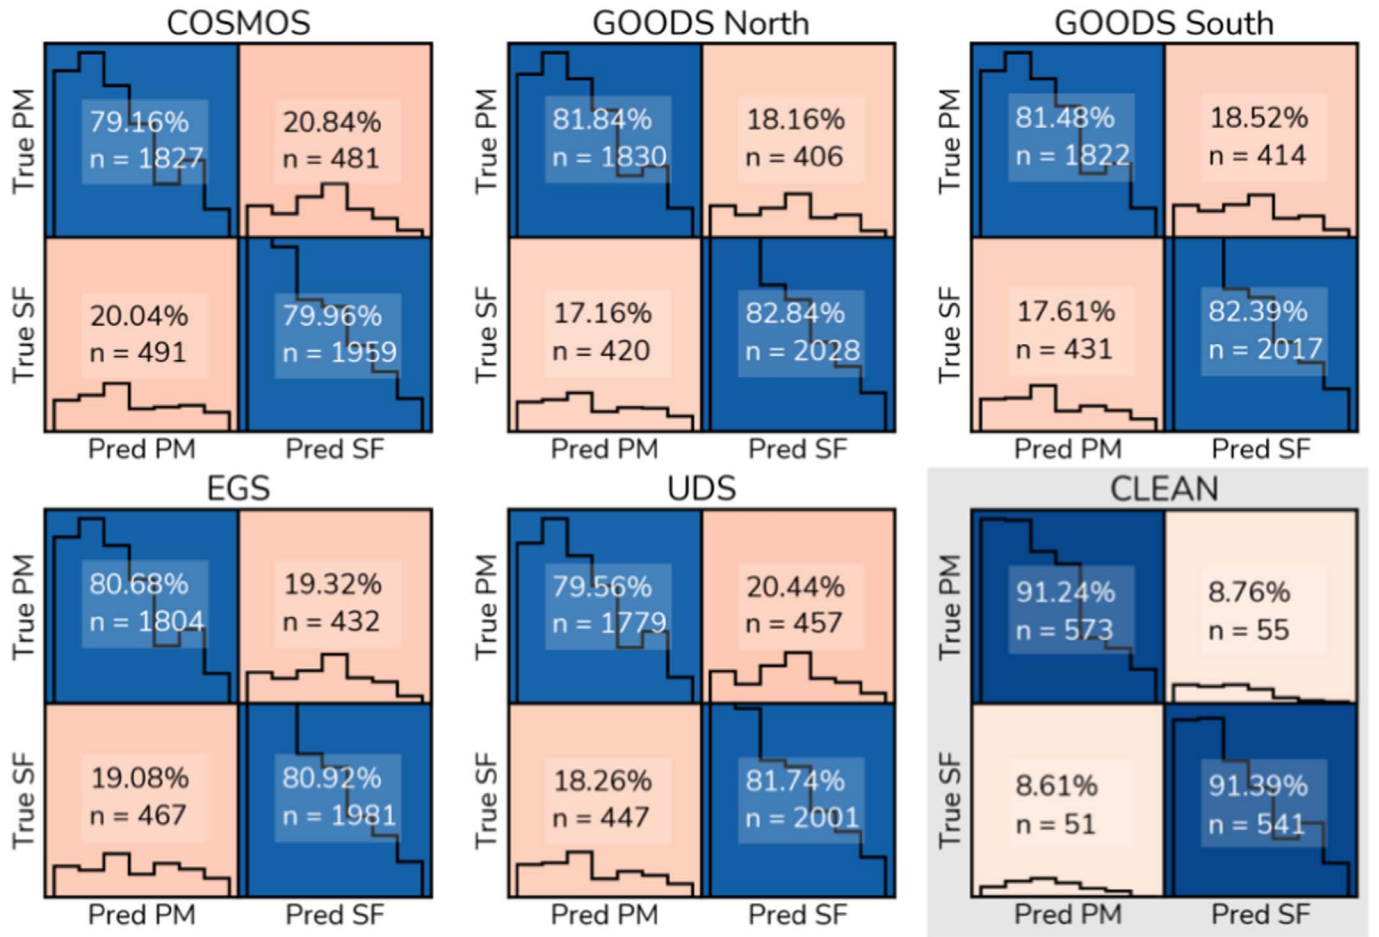 COSMOS
True PM
79.16%
n = 1827
20.84%
n = 481
True SF
20.04%
n = 491
79.96%
n = 1959
Pred PM
Pred SF
GOODS North
True PM
81.84%
n = 1830
18.16%
n = 406
True SF
17.16%
n = 420
82.84%
n = 2028
Pred PM
Pred SF
GOODS South
True PM
81.48%
n = 1822
18.52%
n = 414
True SF
17.61%
n = 431
82.39%
n = 2017
Pred PM
Pred SF
EGS
True PM
80.68%
n = 1804
19.32%
n = 432
True SF
19.08%
n = 467
80.92%
n = 1981
Pred PM
Pred SF
UDS
True PM
79.56%
n = 1779
20.44%
n = 457
True SF
18.26%
n = 447
81.74%
n = 2001
Pred PM
Pred SF
CLEAN
True PM
91.24%
n = 573
8.76%
n = 55
True SF
8.61%
n = 51
91.39%
n = 541
Pred PM
Pred SF